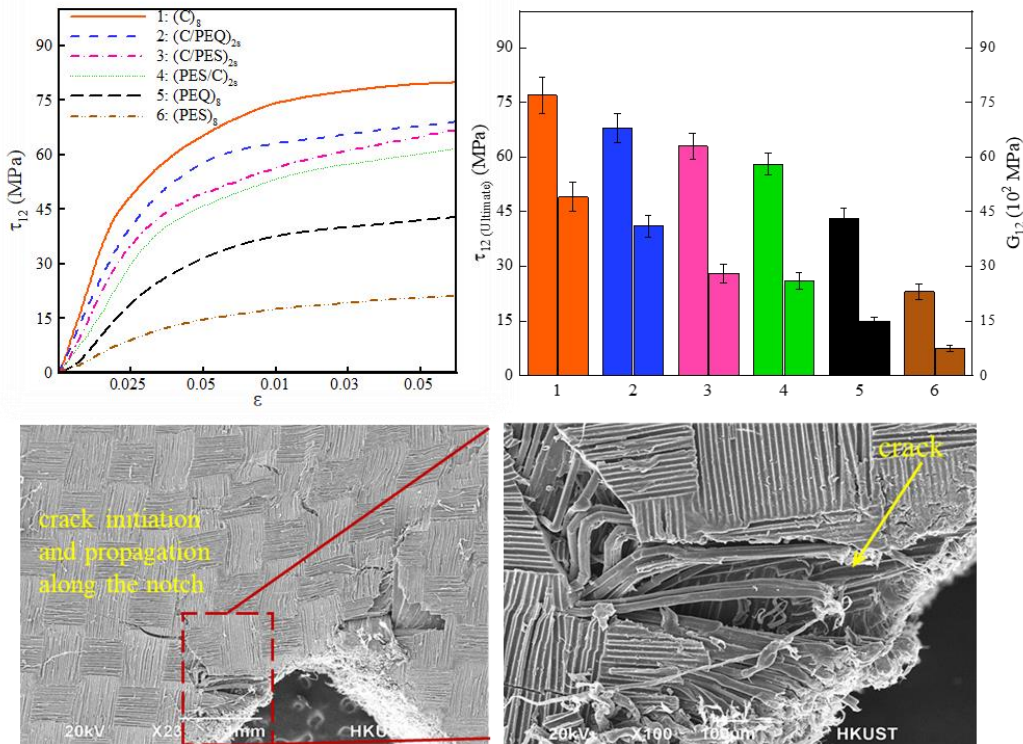 90
75
60
45
30
15
0
τ12 (MPa)
1: (C)8
2: (C/PEQ)2s
3: (C/PES)2s
4: (PES/C)2s
5: (PEQ)8
6: (PES)8
0.025
0.05
0.01
0.03
0.05
ε
90
75
60
45
30
15
0
τ12 (Ultimate) (MPa)
90
75
60
45
30
15
0
G12 (10² MPa)
1
2
3
4
5
6
crack initiation
and propagation
along the notch
20kV
X23
1mm
HKUST
crack
20kV
X100
100μm
HKUST